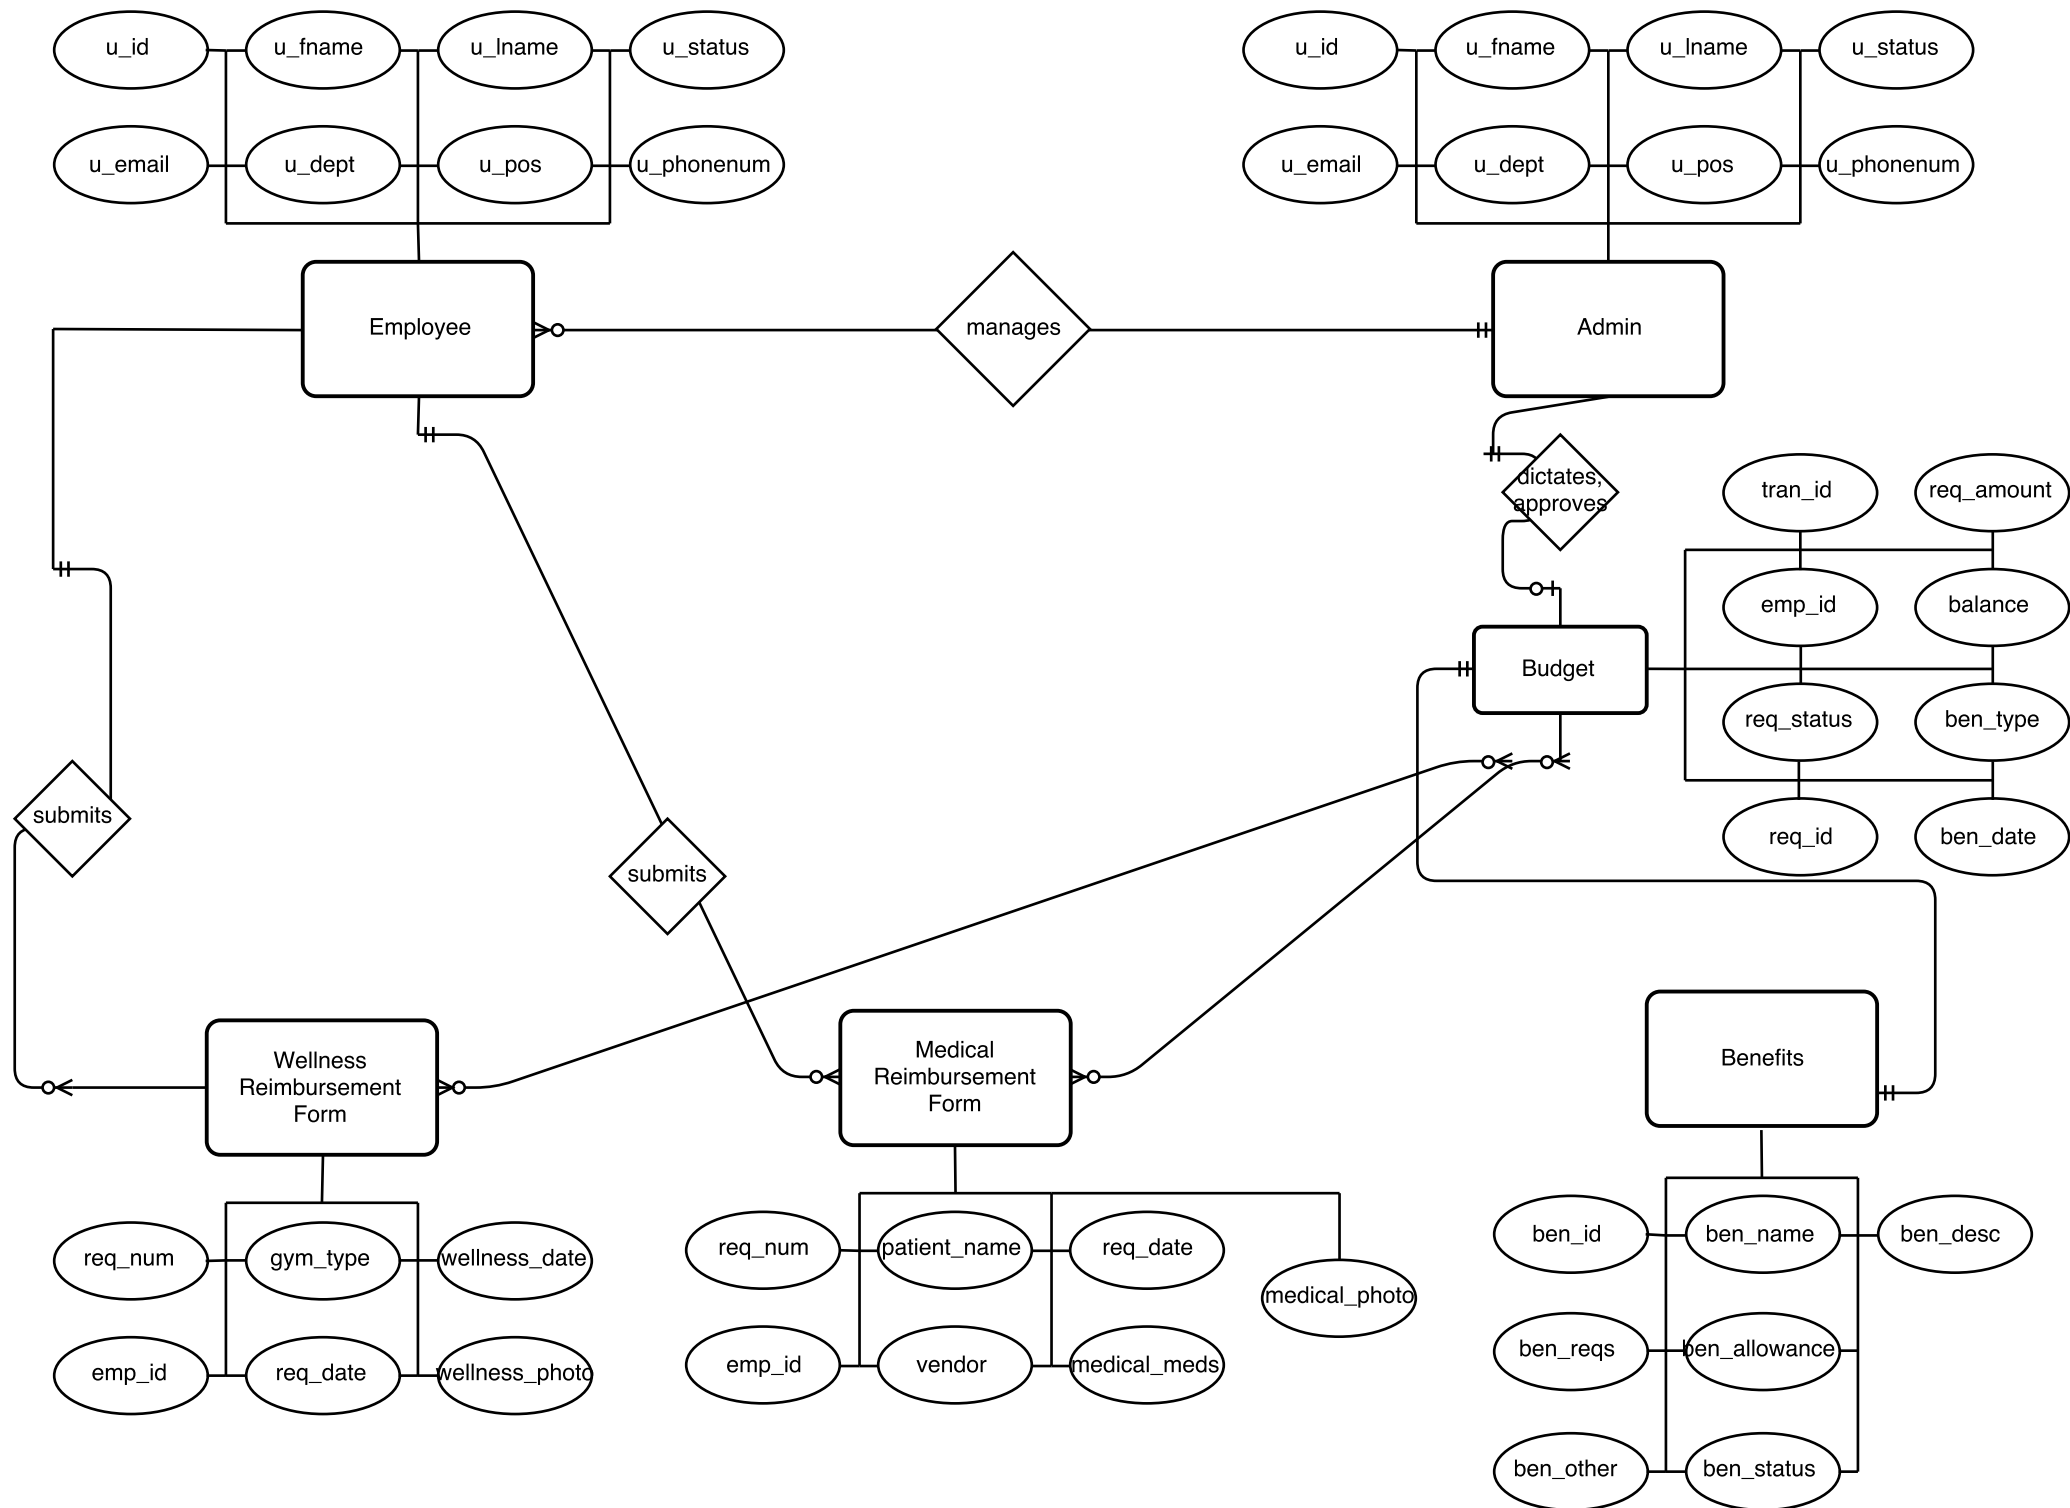 u_id
u_fname
u_lname
u_status
u_id
u_fname
u_lname
u_status
u_email
u_dept
u_pos
u_phonenum
u_email
u_dept
u_pos
u_phonenum
Employee
manages
Admin
dictates,
approves
tran_id
req_amount
emp_id
balance
Budget
req_status
ben_type
req_id
ben_date
submits
submits
Wellness
Reimbursement
Form
Medical
Reimbursement
Form
Benefits
req_num
gym_type
wellness_date
emp_id
req_date
wellness_photo
req_num
patient_name
req_date
medical_photo
emp_id
vendor
medical_meds
ben_id
ben_name
ben_desc
ben_reqs
ben_allowance
ben_other
ben_status